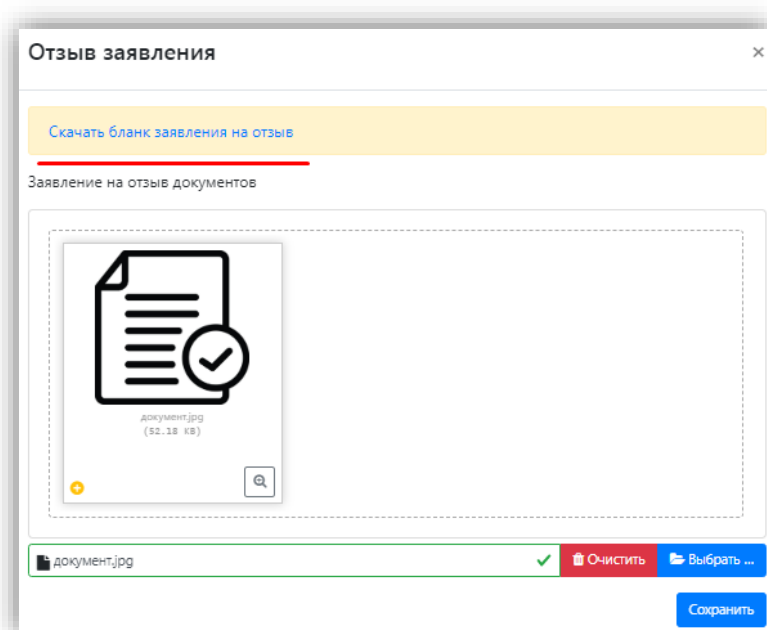 Отзыв заявления
×
Скачать бланк заявления на отзыв
Заявление на отзыв документов
документ.jpg
(52.18 KB)
документ.jpg
Очистить
Выбрать ...
Сохранить